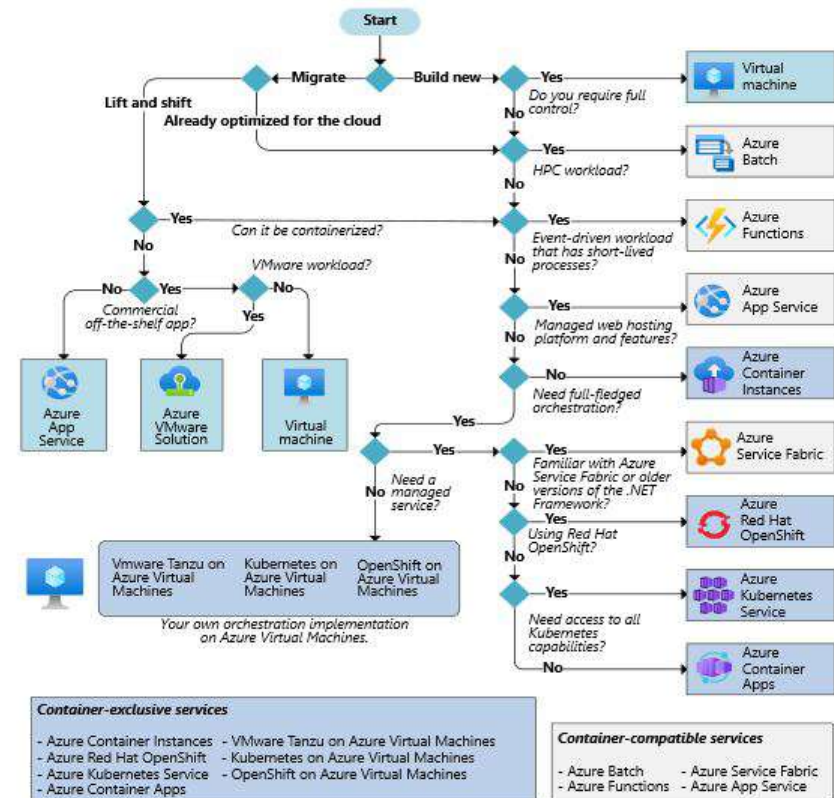 Start
Migrate
Build new
Yes
Virtual
machine
Lift and shift
Do you require full
control?
No
Already optimized for the cloud
Yes
Azure
Batch
HPC workload?
No
Yes
Can it be containerized?
Yes
Azure
Functions
No
Event-driven workload
that has short-lived
processes?
VMware workload?
No
No
Yes
No
Yes
Azure
App Service
Commercial
off-the-shelf app?
Yes
Managed web hosting
platform and features?
No
Azure
App
Service
Azure
VMware
Solution
Virtual
machine
No
Azure
Container
Instances
Need full-fledged
orchestration?
Yes
Yes
Yes
Azure
Service Fabric
Need a
managed
service?
No
Familiar with Azure
Service Fabric or older
versions of the .NET
Framework?
No
Yes
Azure
Red Hat
OpenShift
Using Red Hat
OpenShift?
No
Vmware Tanzu on
Azure Virtual
Machines
Kubernetes on
Azure Virtual
Machines
OpenShift on
Azure Virtual
Machines
Your own orchestration implementation
on Azure Virtual Machines.
Yes
Azure
Kubernetes
Service
Need access to all
Kubernetes
capabilities?
No
Azure
Container
Apps
Container-exclusive services
- Azure Container Instances
- VMware Tanzu on Azure Virtual Machines
- Azure Red Hat OpenShift
- Kubernetes on Azure Virtual Machines
- Azure Kubernetes Service
- OpenShift on Azure Virtual Machines
- Azure Container Apps
Container-compatible services
- Azure Batch
- Azure Service Fabric
- Azure Functions
- Azure App Service